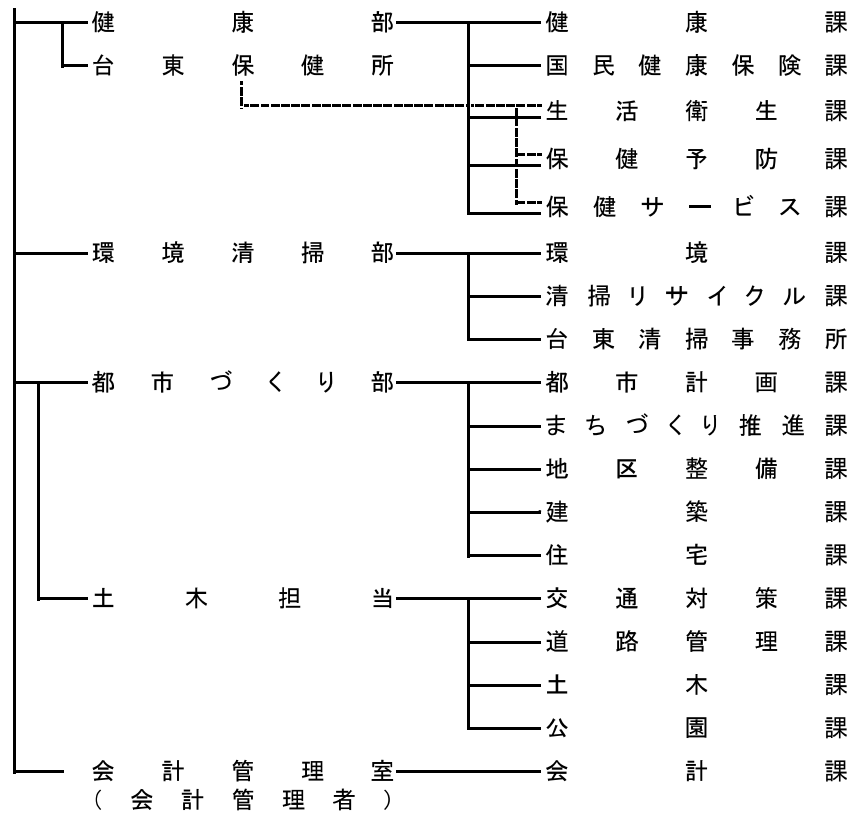 健康部 健康課
台東保健所 国民健康保険課
生活衛生課
保健予防課
保健サービス課
環境清掃部 環境課
清掃リサイクル課
台東清掃事務所
都市づくり部 都市計画課
まちづくり推進課
地区整備課
建築課
住宅課
土木担当 交通対策課
道路管理課
土木課
公園課
会計管理室 会計課
(会計管理者)